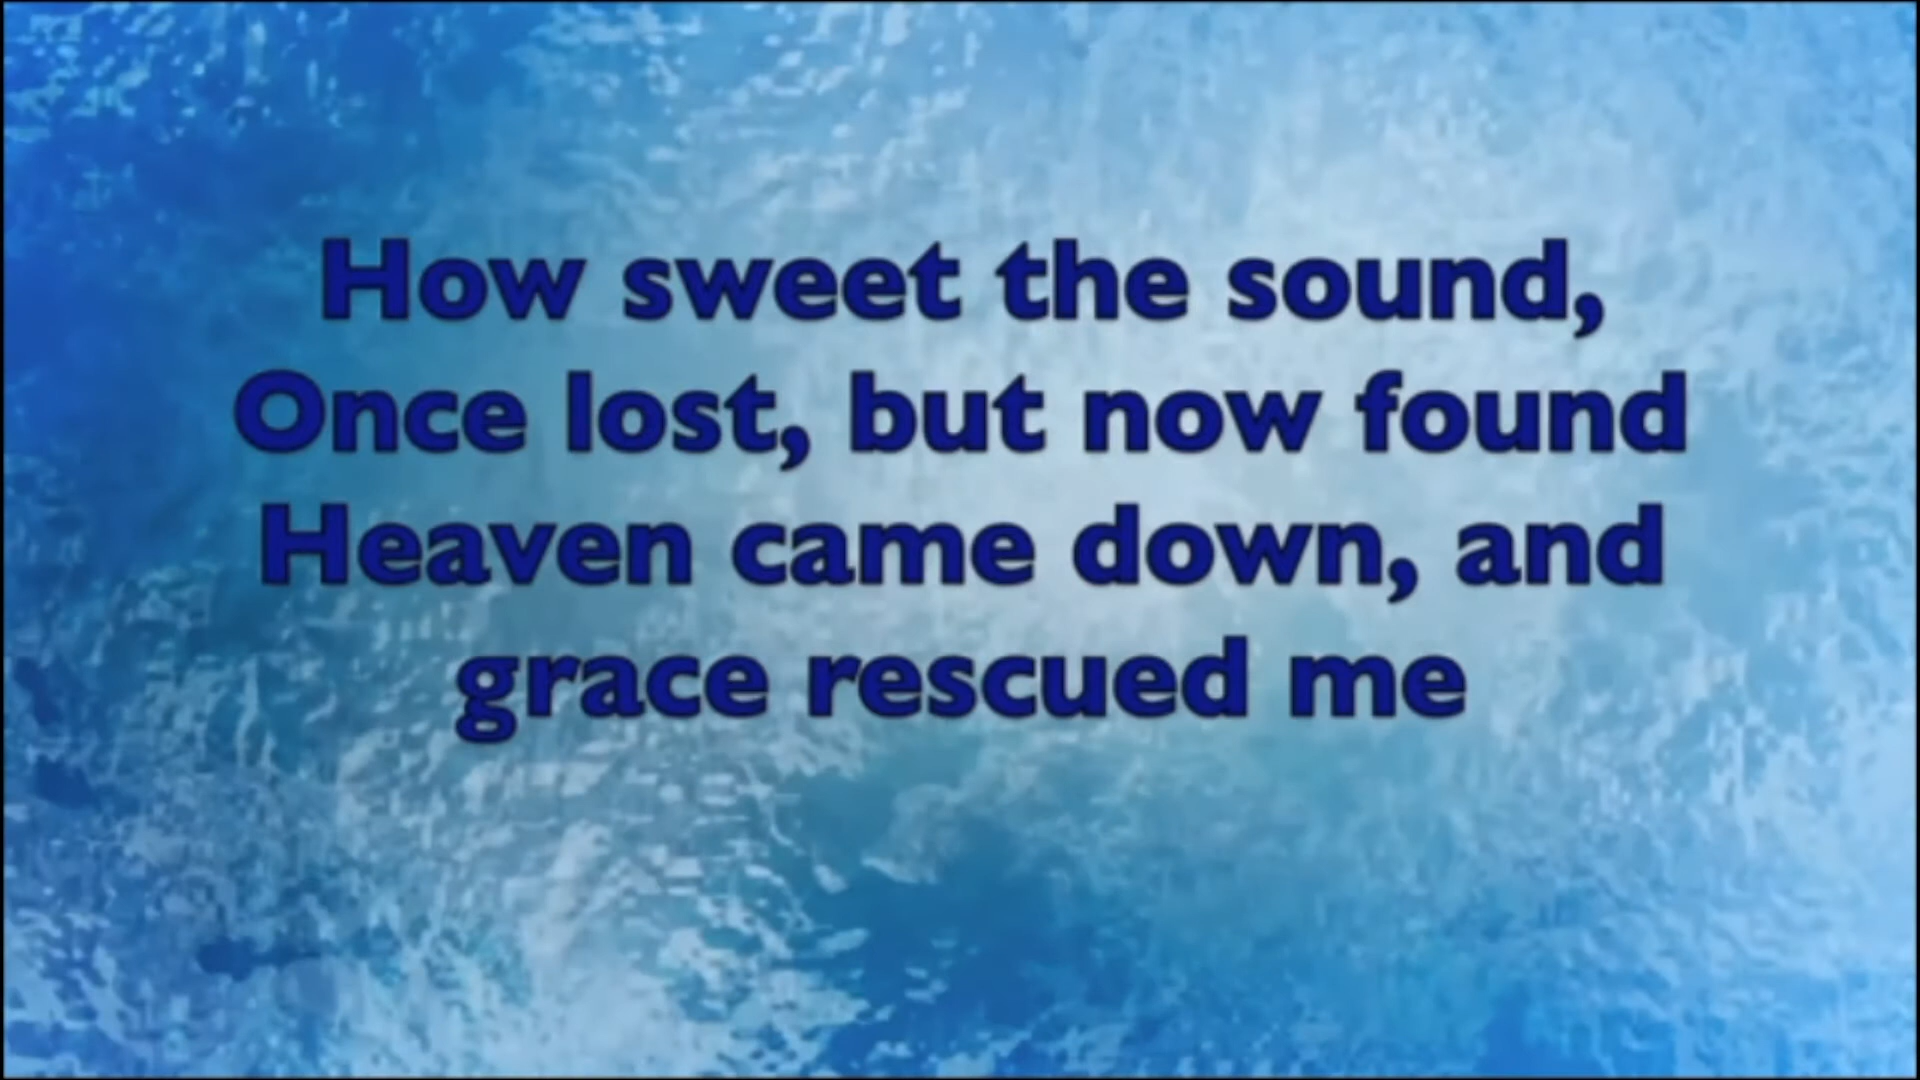 How sweet the sound,
Once lost, but now found
Heaven came down, and
grace rescued me